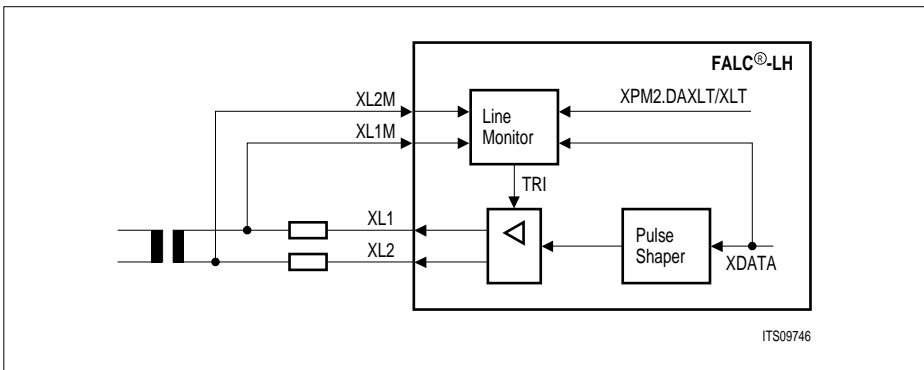 FALC®-LH
XL2M
XPM2.DAXLT/XLT
Line
Monitor
XL1M
TRI
XL1
XL2
Pulse
Shaper
XDATA
ITS09746